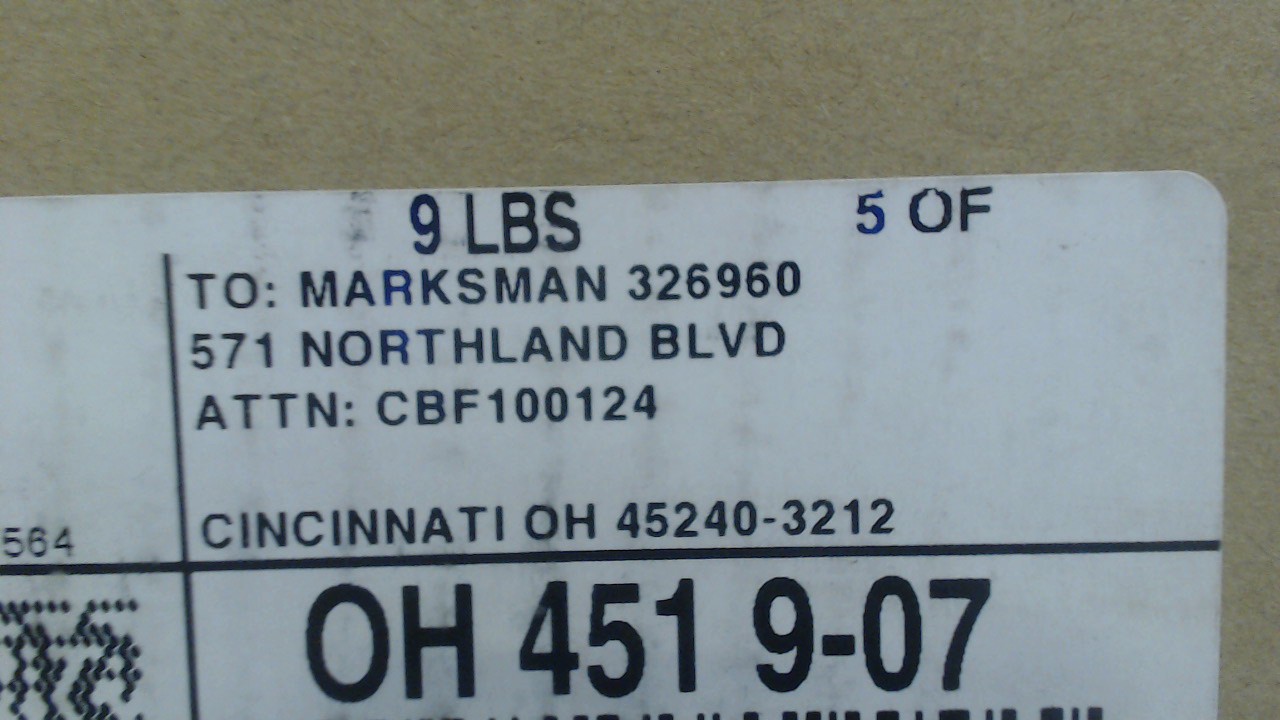 9 LBS 5 OF
TO: MARKSMAN 326960
571 NORTHLAND BLVD
ATTN: CBF100124
CINCINNATI OH 45240-3212
564
OH 451 9-07